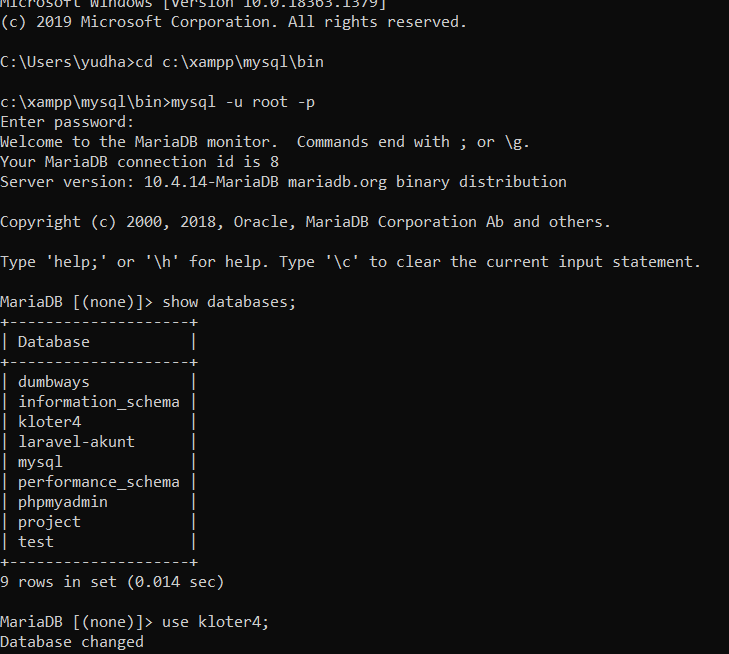 Microsoft Windows [Version 10.0.18363.1379]
(c) 2019 Microsoft Corporation. All rights reserved.
C:\Users\yudha>cd c:\xampp\mysql\bin
c:\xampp\mysql\bin>mysql -u root -p
Enter password:
Welcome to the MariaDB monitor.  Commands end with ; or \g.
Your MariaDB connection id is 8
Server version: 10.4.14-MariaDB mariadb.org binary distribution
Copyright (c) 2000, 2018, Oracle, MariaDB Corporation Ab and others.
Type 'help;' or '\h' for help. Type '\c' to clear the current input statement.
MariaDB [(none)]> show databases;
+--------------------+
| Database           |
+--------------------+
| dumbways           |
| information_schema |
| kloter4            |
| laravel-akunt      |
| mysql              |
| performance_schema |
| phpmyadmin         |
| project            |
| test               |
+--------------------+
9 rows in set (0.014 sec)
MariaDB [(none)]> use kloter4;
Database changed